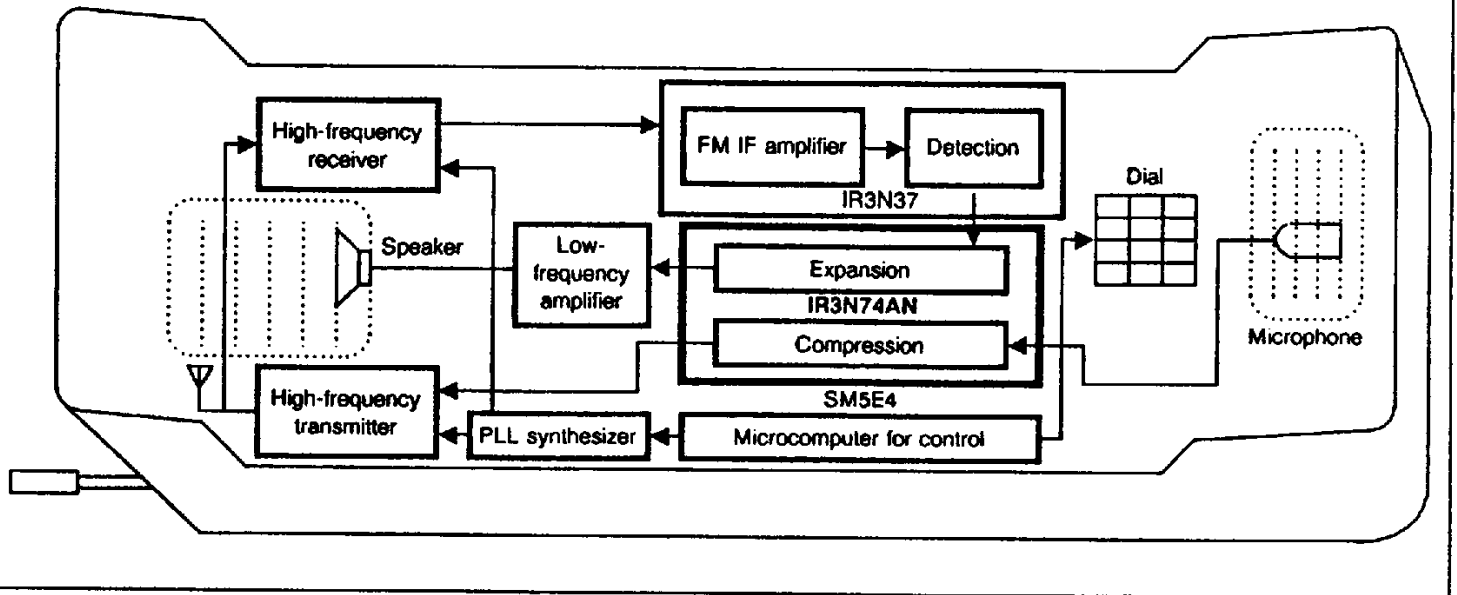 High-frequency
receiver
FM IF amplifier
Detection
IR3N37
Dial
Speaker
Low-
frequency
amplifier
Expansion
IR3N74AN
Compression
Microphone
High-frequency
transmitter
SM5E4
PLL synthesizer
Microcomputer for control